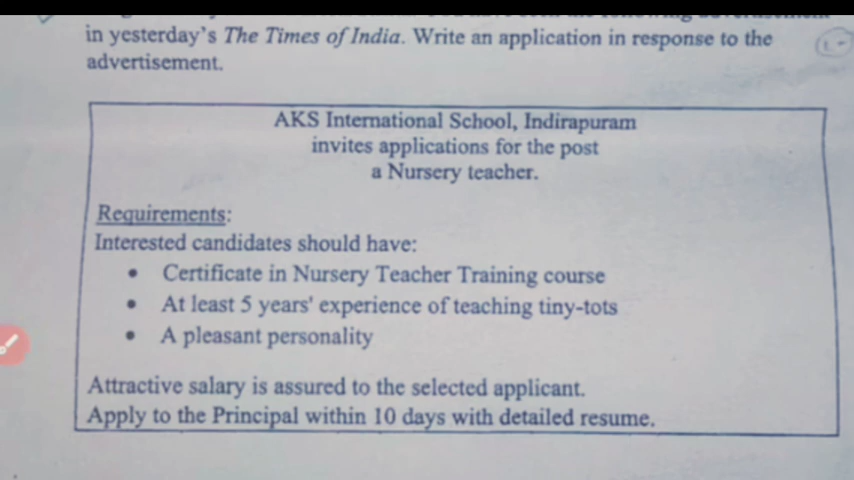 in yesterday's The Times of India. Write an application in response to the
advertisement.
AKS International School, Indirapuram
invites applications for the post
a Nursery teacher.
Requirements:
Interested candidates should have:
• Certificate in Nursery Teacher Training course
• At least 5 years' experience of teaching tiny-tots
• A pleasant personality
Attractive salary is assured to the selected applicant.
Apply to the Principal within 10 days with detailed resume.